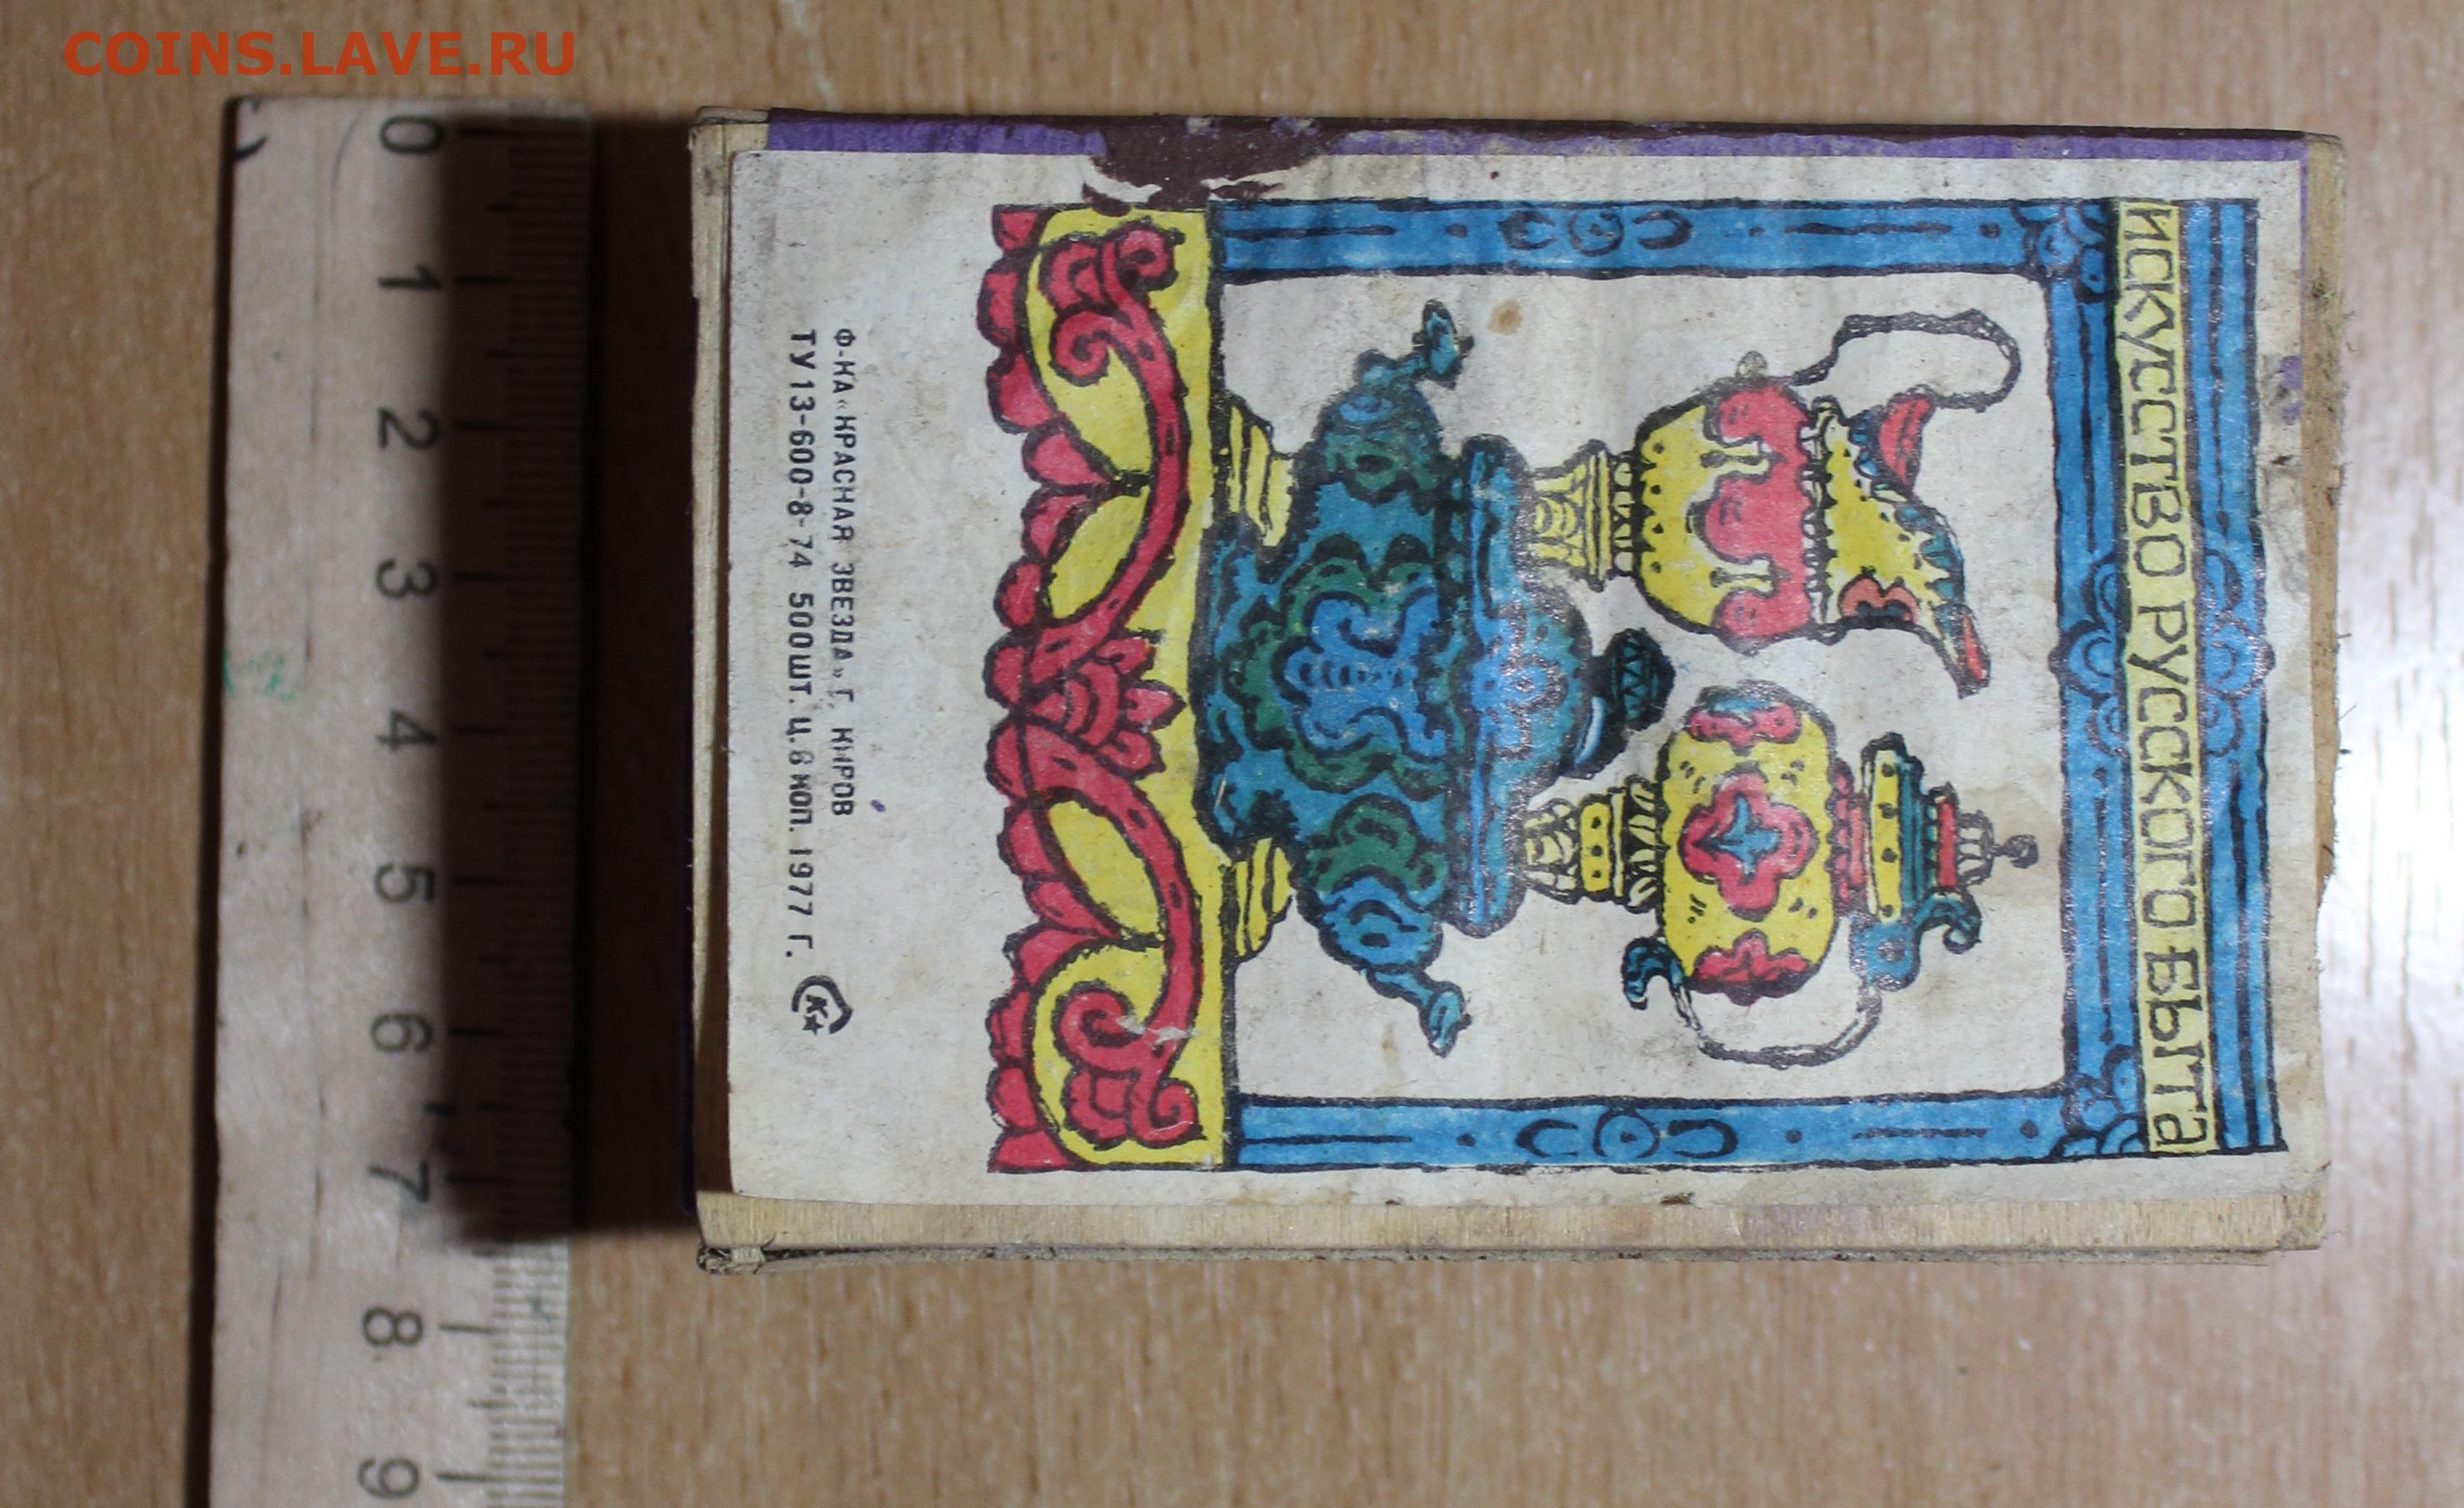 COINS.LAVE.RU
0 1 2 3 4 5 6 7 8 9
ИСКУССТВО РУССКОГО БЫТА
Ф-КА «КРАСНАЯ ЗВЕЗДА» Г. КИРОВ
ТУ 13-600-8-74 500ШТ. Ц. 8 КОП. 1977 Г.
К